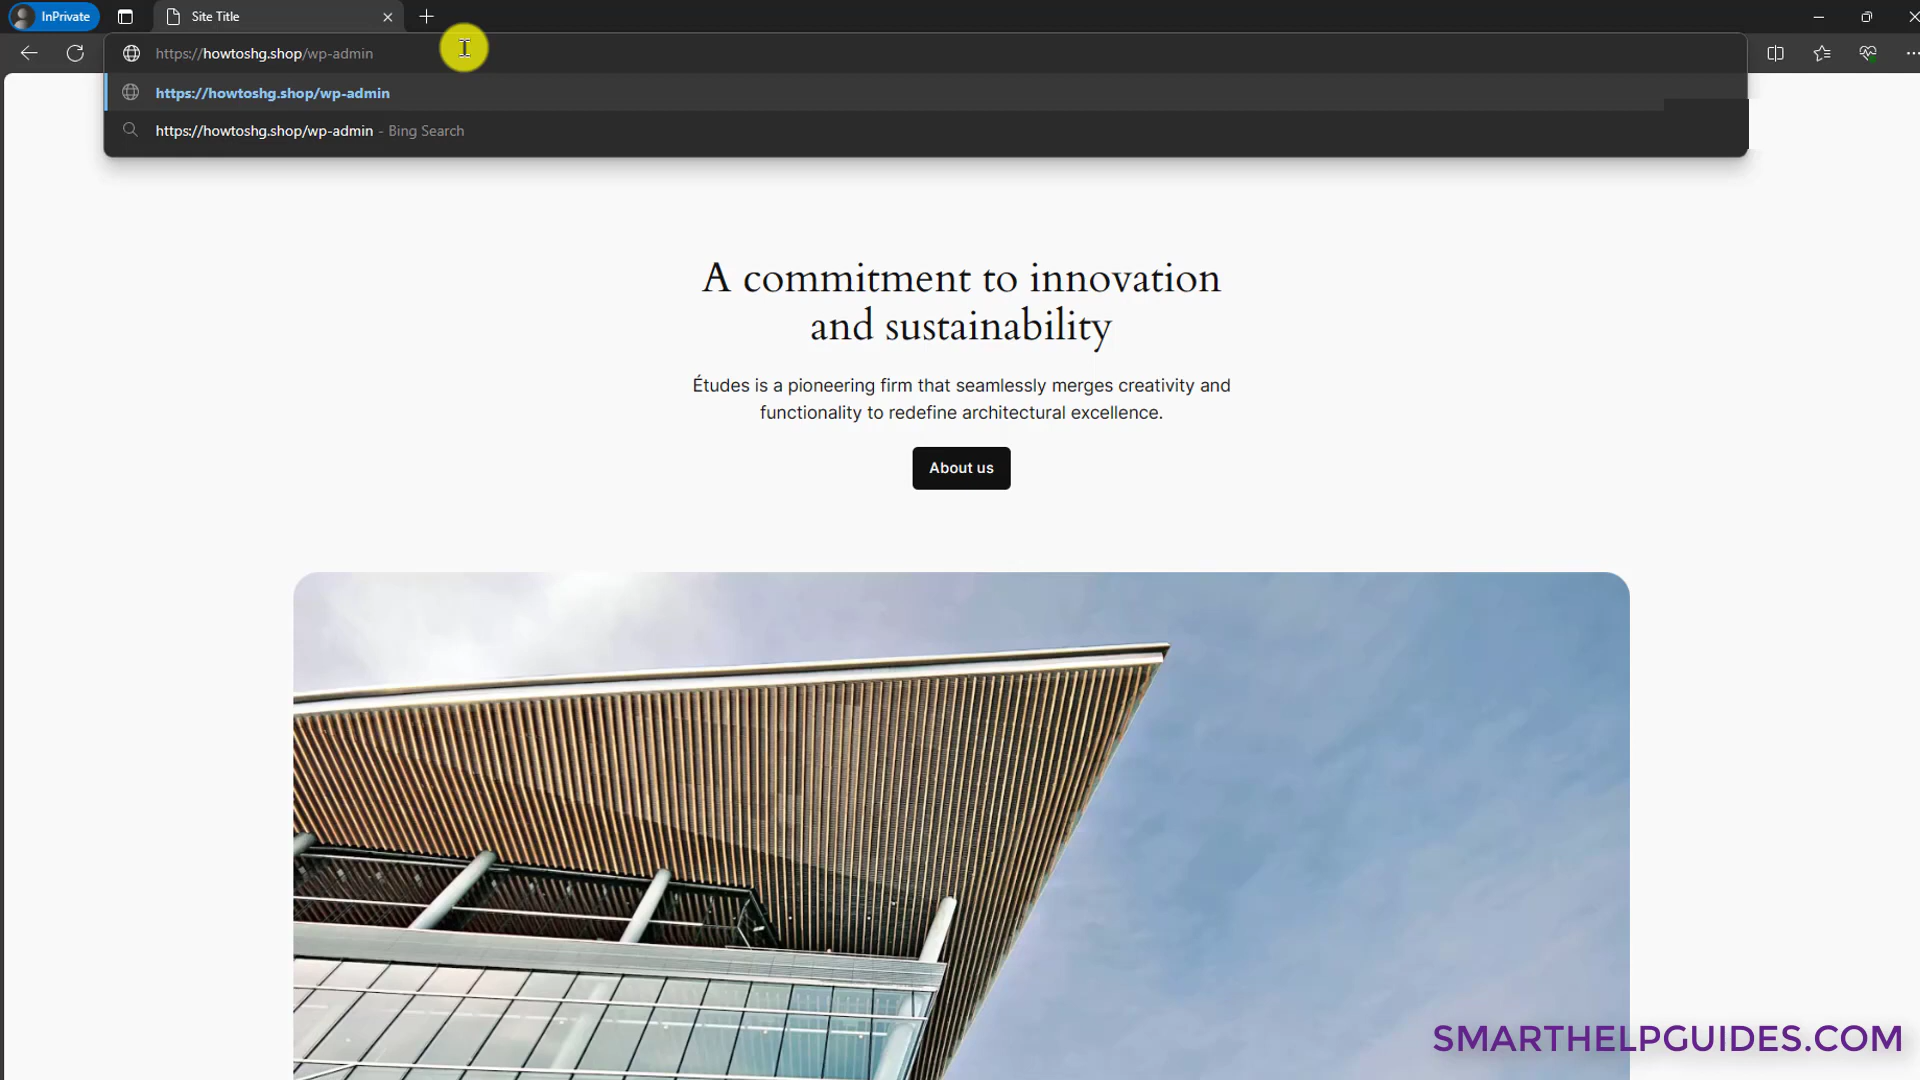 InPrivate
Site Title
https://howtoshg.shop/wp-admin
https://howtoshg.shop/wp-admin
https://howtoshg.shop/wp-admin - Bing Search
A commitment to innovation
and sustainability
Études is a pioneering firm that seamlessly merges creativity and
functionality to redefine architectural excellence.
About us
SMARTHELPGUIDES.COM